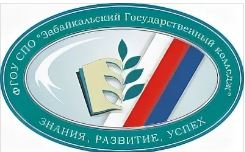 ФГОУ СПО "Забайкальский Государственный колледж"
ЗНАНИЯ, РАЗВИТИЕ, УСПЕХ